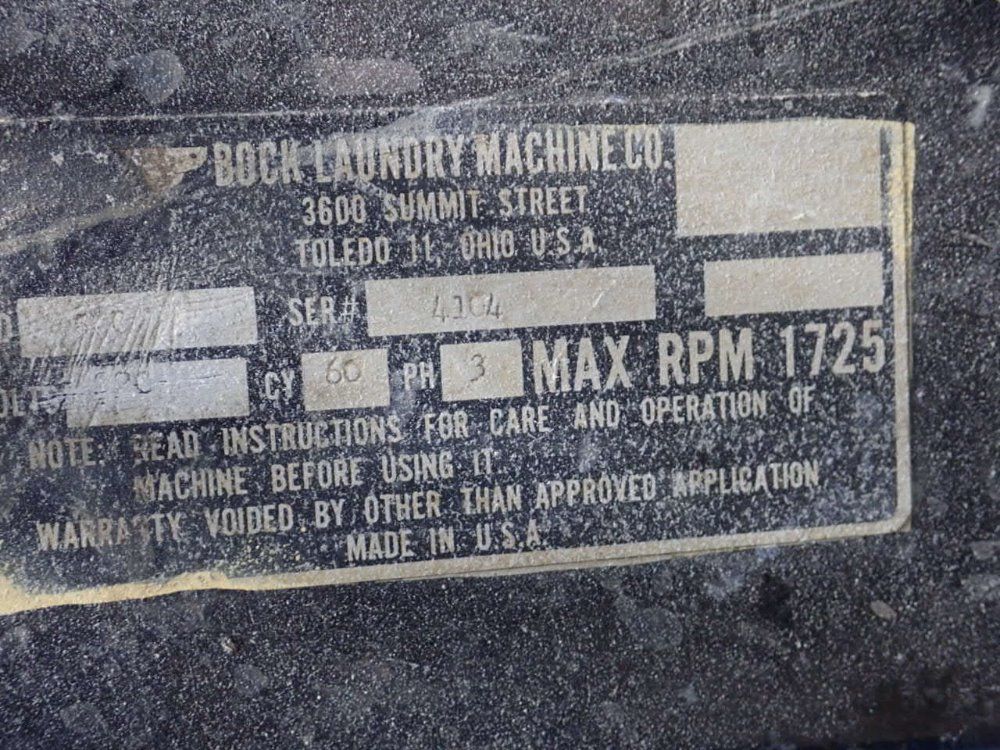 BOCK LAUNDRY MACHINE CO.
3600 SUMMIT STREET
TOLEDO 11, OHIO U.S.A.
SER.# 4104
CY 60 PH 3 MAX RPM 1725
NOTE: READ INSTRUCTIONS FOR CARE AND OPERATION OF
MACHINE BEFORE USING IT.
WARRANTY VOIDED BY OTHER THAN APPROVED APPLICATION
MADE IN U.S.A.